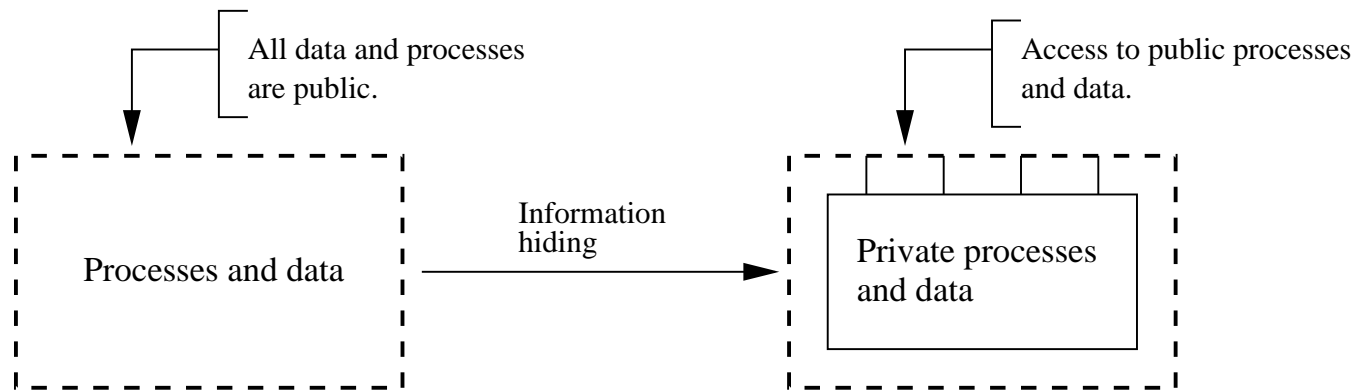 All data and processes
are public.
Access to public processes
and data.
Information
hiding
Processes and data
Private processes
and data